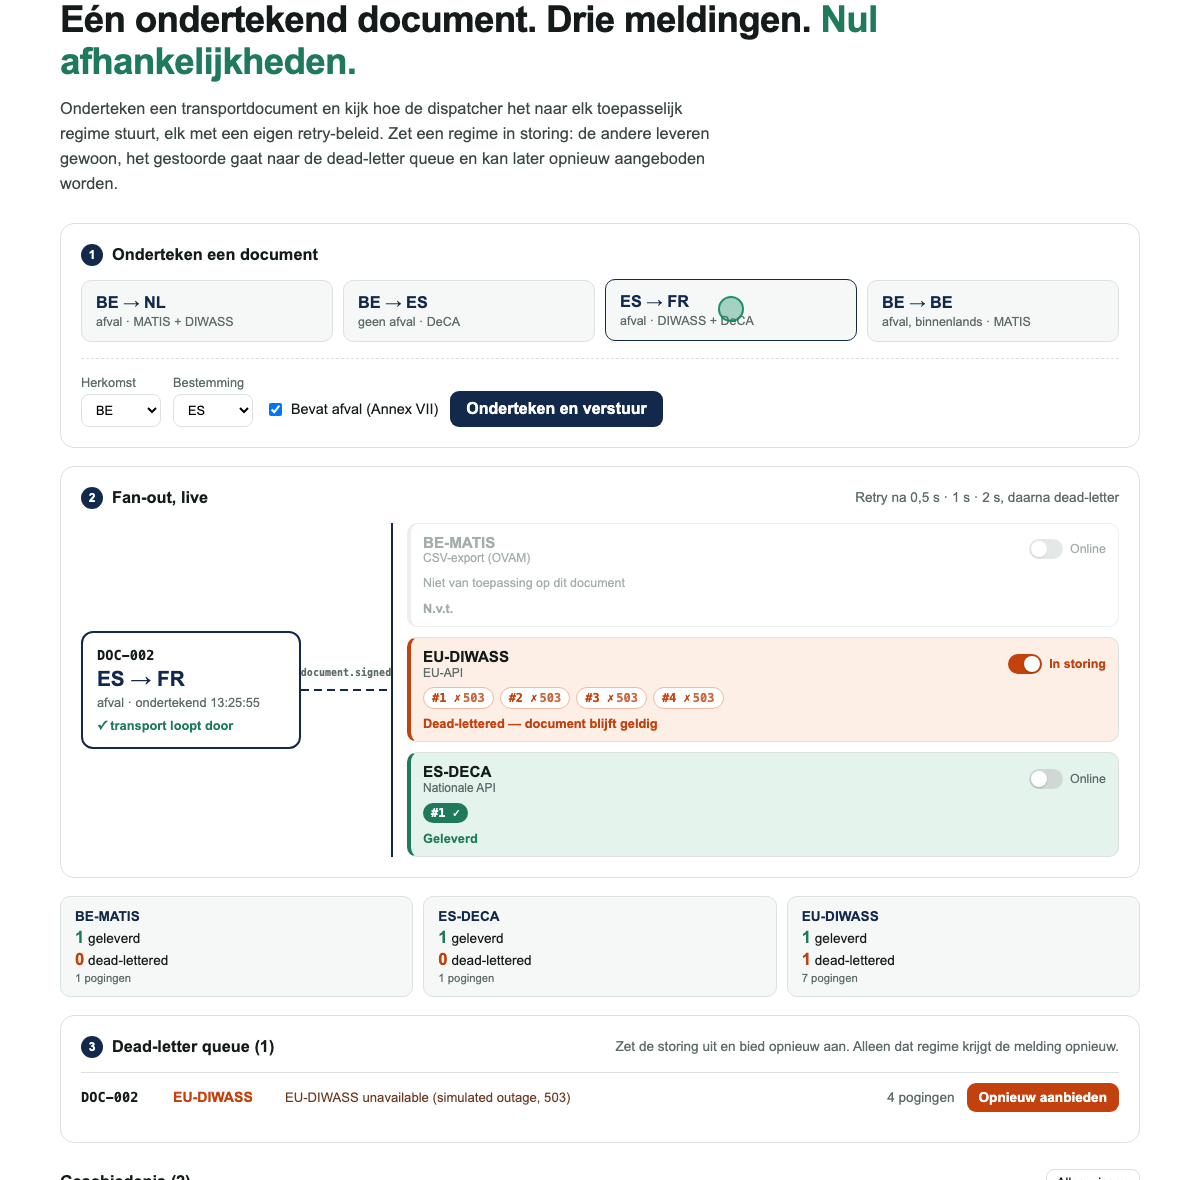 Eén ondertekend document. Drie meldingen. Nul
afhankelijkheden.
Onderteken een transportdocument en kijk hoe de dispatcher het naar elk toepasselijk
regime stuurt, elk met een eigen retry-beleid. Zet een regime in storing: de andere leveren
gewoon, het gestoorde gaat naar de dead-letter queue en kan later opnieuw aangeboden
worden.
1 Onderteken een document
BE → NL
afval · MATIS + DIWASS
BE → ES
geen afval · DeCA
ES → FR
afval · DIWASS + DeCA
BE → BE
afval, binnenlands · MATIS
Herkomst
BE
Bestemming
ES
Bevat afval (Annex VII)
Onderteken en verstuur
2 Fan-out, live
Retry na 0,5 s · 1 s · 2 s, daarna dead-letter
DOC-002
ES → FR
afval · ondertekend 13:25:55
✓ transport loopt door
document.signed
BE-MATIS
CSV-export (OVAM)
Niet van toepassing op dit document
N.v.t.
Online
EU-DIWASS
EU-API
#1 ✗ 503 #2 ✗ 503 #3 ✗ 503 #4 ✗ 503
Dead-lettered — document blijft geldig
In storing
ES-DECA
Nationale API
#1 ✓
Geleverd
Online
BE-MATIS
1 geleverd
0 dead-lettered
1 pogingen
ES-DECA
1 geleverd
0 dead-lettered
1 pogingen
EU-DIWASS
1 geleverd
1 dead-lettered
7 pogingen
3 Dead-letter queue (1)
Zet de storing uit en bied opnieuw aan. Alleen dat regime krijgt de melding opnieuw.
DOC-002 EU-DIWASS EU-DIWASS unavailable (simulated outage, 503) 4 pogingen Opnieuw aanbieden